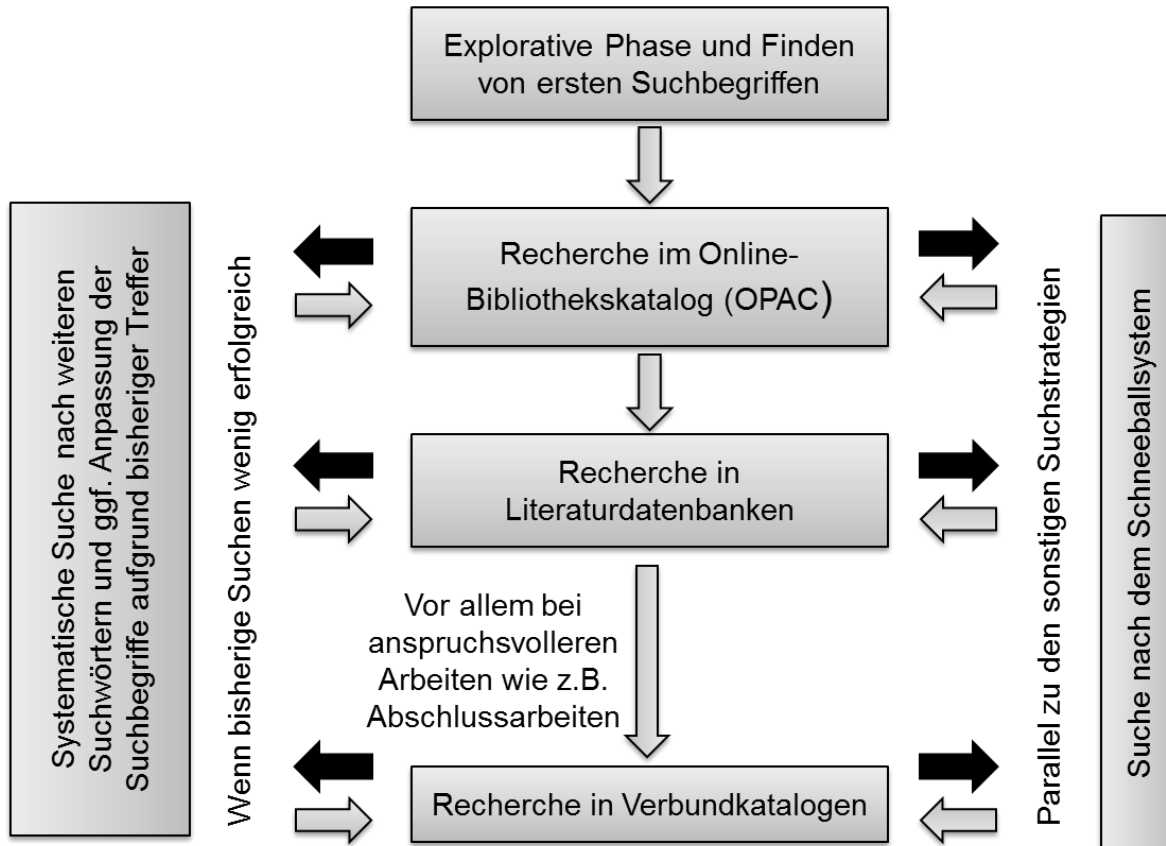 Explorative Phase und Finden
von ersten Suchbegriffen
Systematische Suche nach weiteren
Suchwörtern und ggf. Anpassung der
Suchbegriffe aufgrund bisheriger Treffer
Wenn bisherige Suchen wenig erfolgreich
Recherche im Online-
Bibliothekskatalog (OPAC)
Recherche in
Literaturdatenbanken
Vor allem bei
anspruchsvolleren
Arbeiten wie z.B.
Abschlussarbeiten
Recherche in Verbundkatalogen
Parallel zu den sonstigen Suchstrategien
Suche nach dem Schneeballsystem